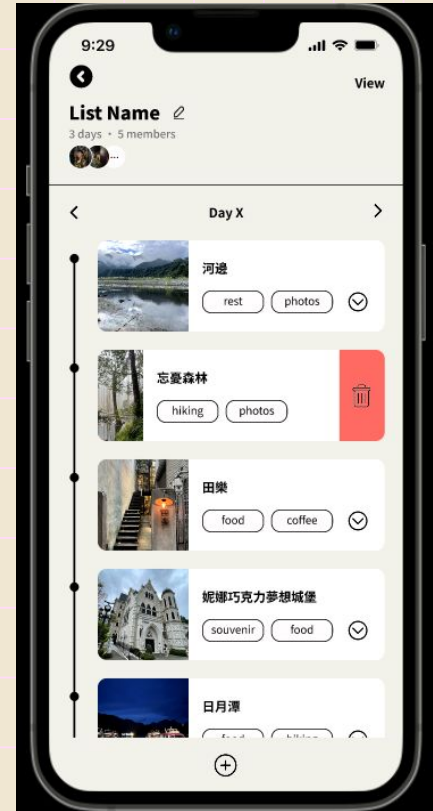 9:29
View
List Name
3 days • 5 members
...
Day X
河邊
rest photos
忘憂森林
hiking photos
田樂
food coffee
妮娜巧克力夢想城堡
souvenir food
日月潭
food hiking